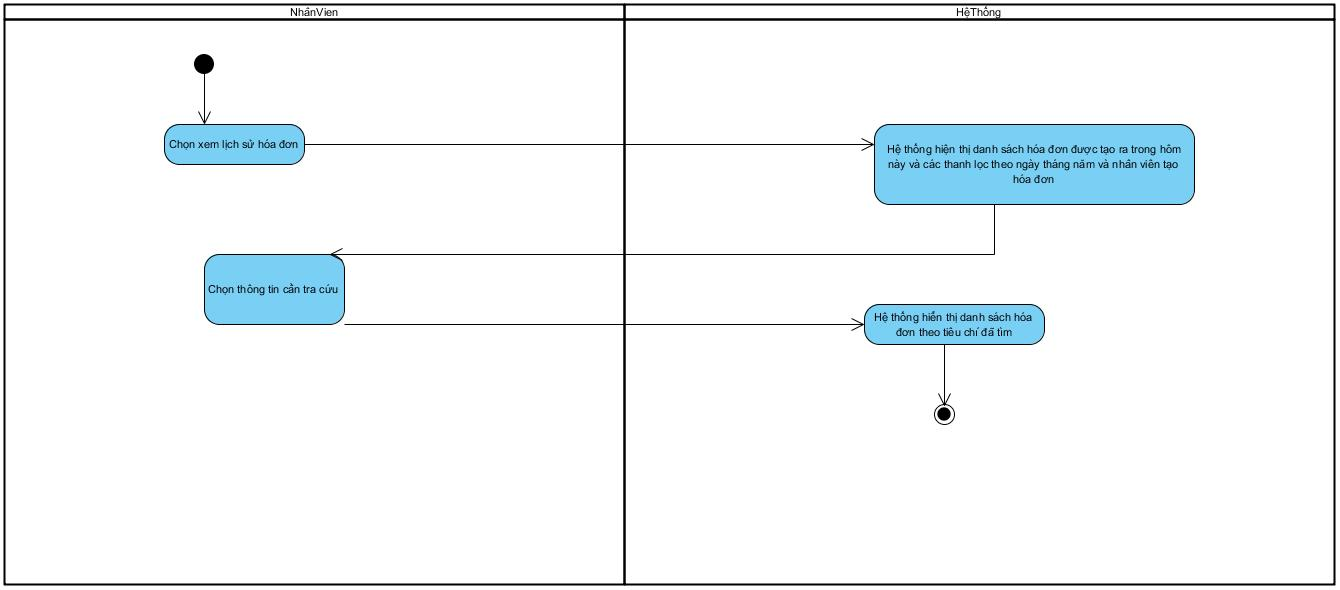 NhânVien
HệThống
Chọn xem lịch sử hóa đơn
Hệ thống hiện thị danh sách hóa đơn được tạo ra trong hôm
này và các thanh lọc theo ngày tháng năm và nhân viên tạo
hóa đơn
Chọn thông tin cần tra cứu
Hệ thống hiển thị danh sách hóa
đơn theo tiêu chí đã tìm